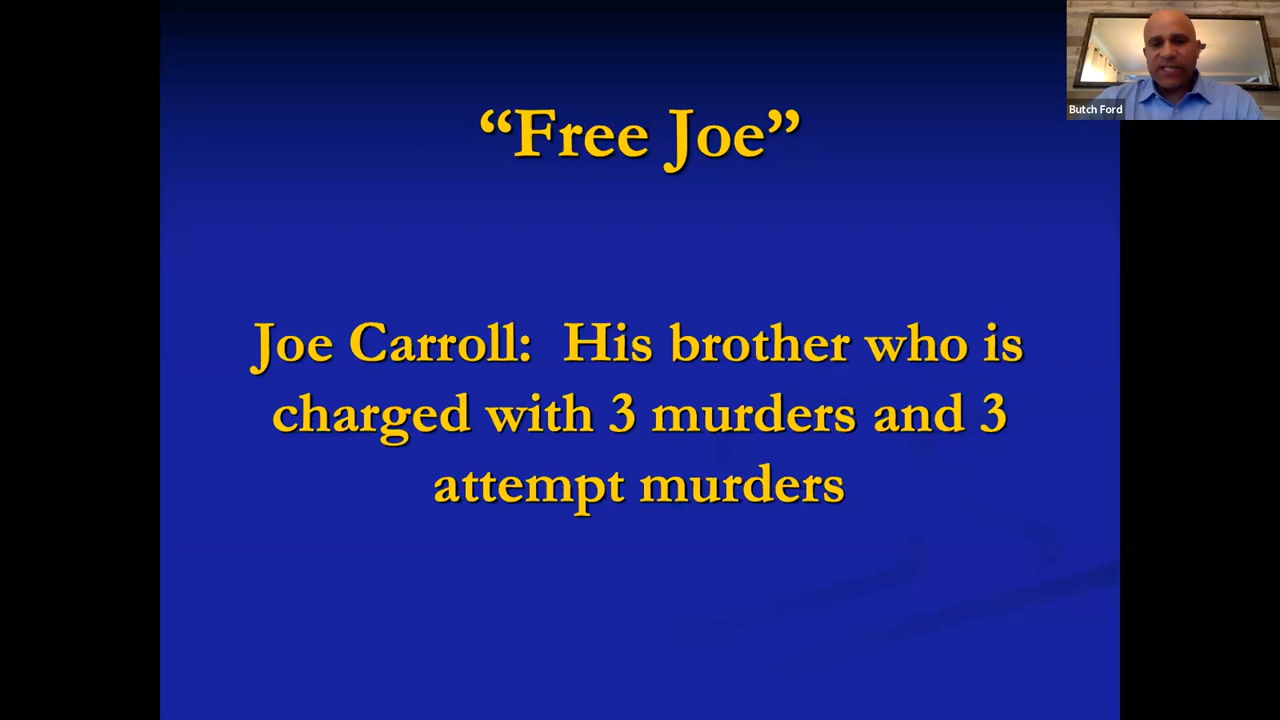 “Free Joe”
Butch Ford
Joe Carroll:  His brother who is
charged with 3 murders and 3
attempt murders